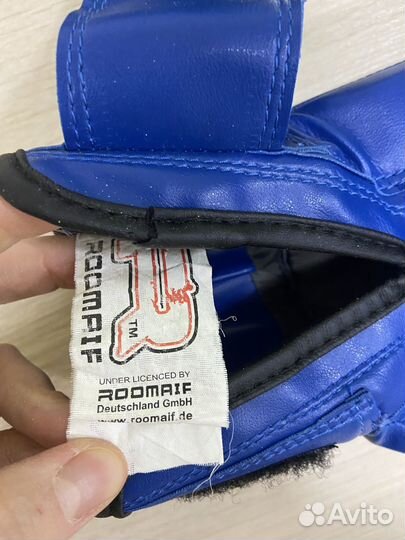 ROOMAIF
TM
UNDER LICENCED BY
ROOMAIF
Deutschland GmbH
www.roomaif.de
Avito